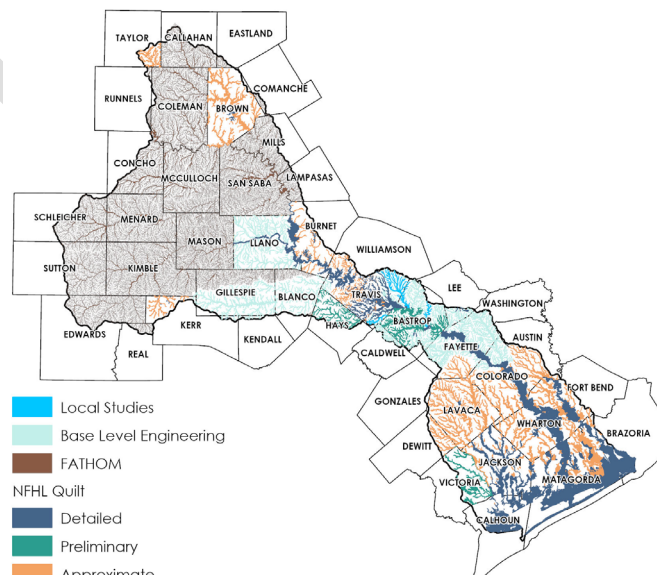 TAYLOR
CALLAHAN
EASTLAND
RUNNELS
COLEMAN
BROWN
COMANCHE
MILLS
CONCHO
MCCULLOCH
SAN SABA
LAMPASAS
SCHLEICHER
MENARD
MASON
LLANO
BURNET
WILLIAMSON
SUTTON
KIMBLE
GILLESPIE
BLANCO
TRAVIS
LEE
WASHINGTON
EDWARDS
REAL
KERR
KENDALL
HAYS
BASTROP
CALDWELL
FAYETTE
AUSTIN
GONZALES
COLORADO
FORT BEND
LAVACA
WHARTON
BRAZORIA
DEWITT
JACKSON
VICTORIA
MATAGORDA
CALHOUN
Local Studies
Base Level Engineering
FATHOM
NFHL Quilt
Detailed
Preliminary
Approximate